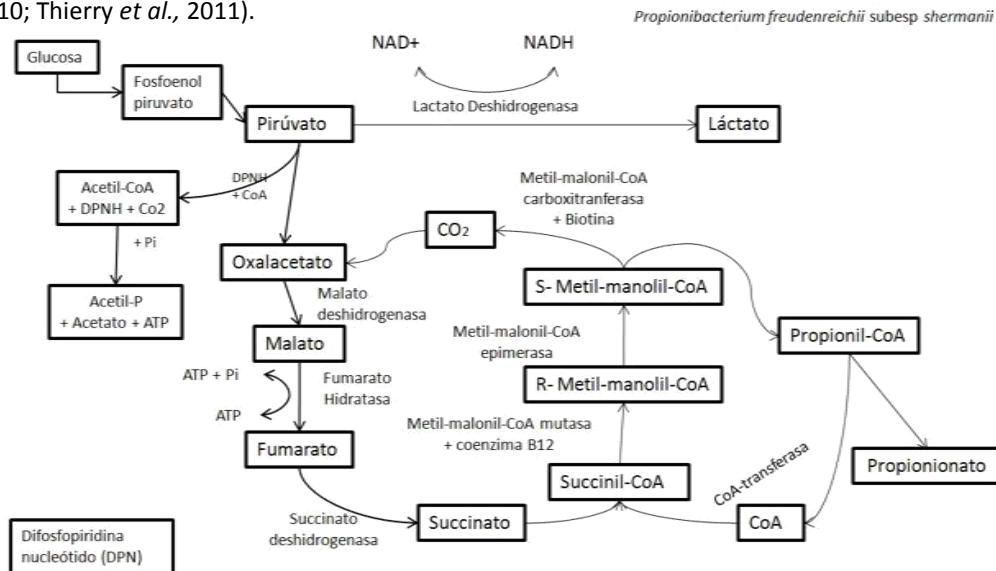 10; Thierry et al., 2011).
Propionibacterium freudenreichii subesp shermanii
NAD+
NADH
Glucosa
Fosfoenol
piruvato
Lactato Deshidrogenasa
Pirúvato
Láctato
DPNH
+ CoA
Acetil-CoA
+ DPNH + Co2
Metil-malonil-CoA
carboxitranferasa
+ Biotina
+ Pi
CO2
Oxalacetato
S- Metil-manolil-CoA
Acetil-P
+ Acetato + ATP
Malato
deshidrogenasa
Metil-malonil-CoA
epimerasa
Propionil-CoA
Malato
ATP + Pi
Fumarato
Hidratasa
R- Metil-manolil-CoA
ATP
Metil-malonil-CoA mutasa
+ coenzima B12
Fumarato
Propionionato
Succinil-CoA
CoA-transferasa
Succinato
deshidrogenasa
Succinato
CoA
Difosfopiridina
nucleótido (DPN)